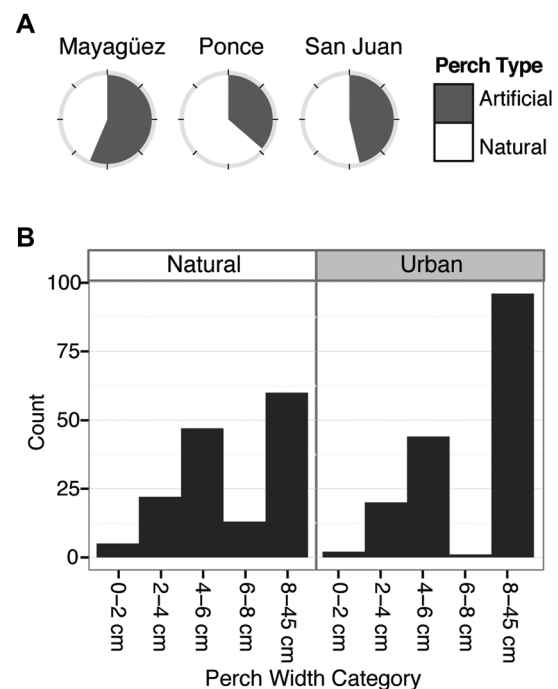 A
Mayagüez Ponce San Juan
Perch Type
Artificial
Natural
B
Natural Urban
100
75
50
25
0
Count
0–2 cm 2–4 cm 4–6 cm 6–8 cm 8–45 cm 0–2 cm 2–4 cm 4–6 cm 6–8 cm 8–45 cm
Perch Width Category